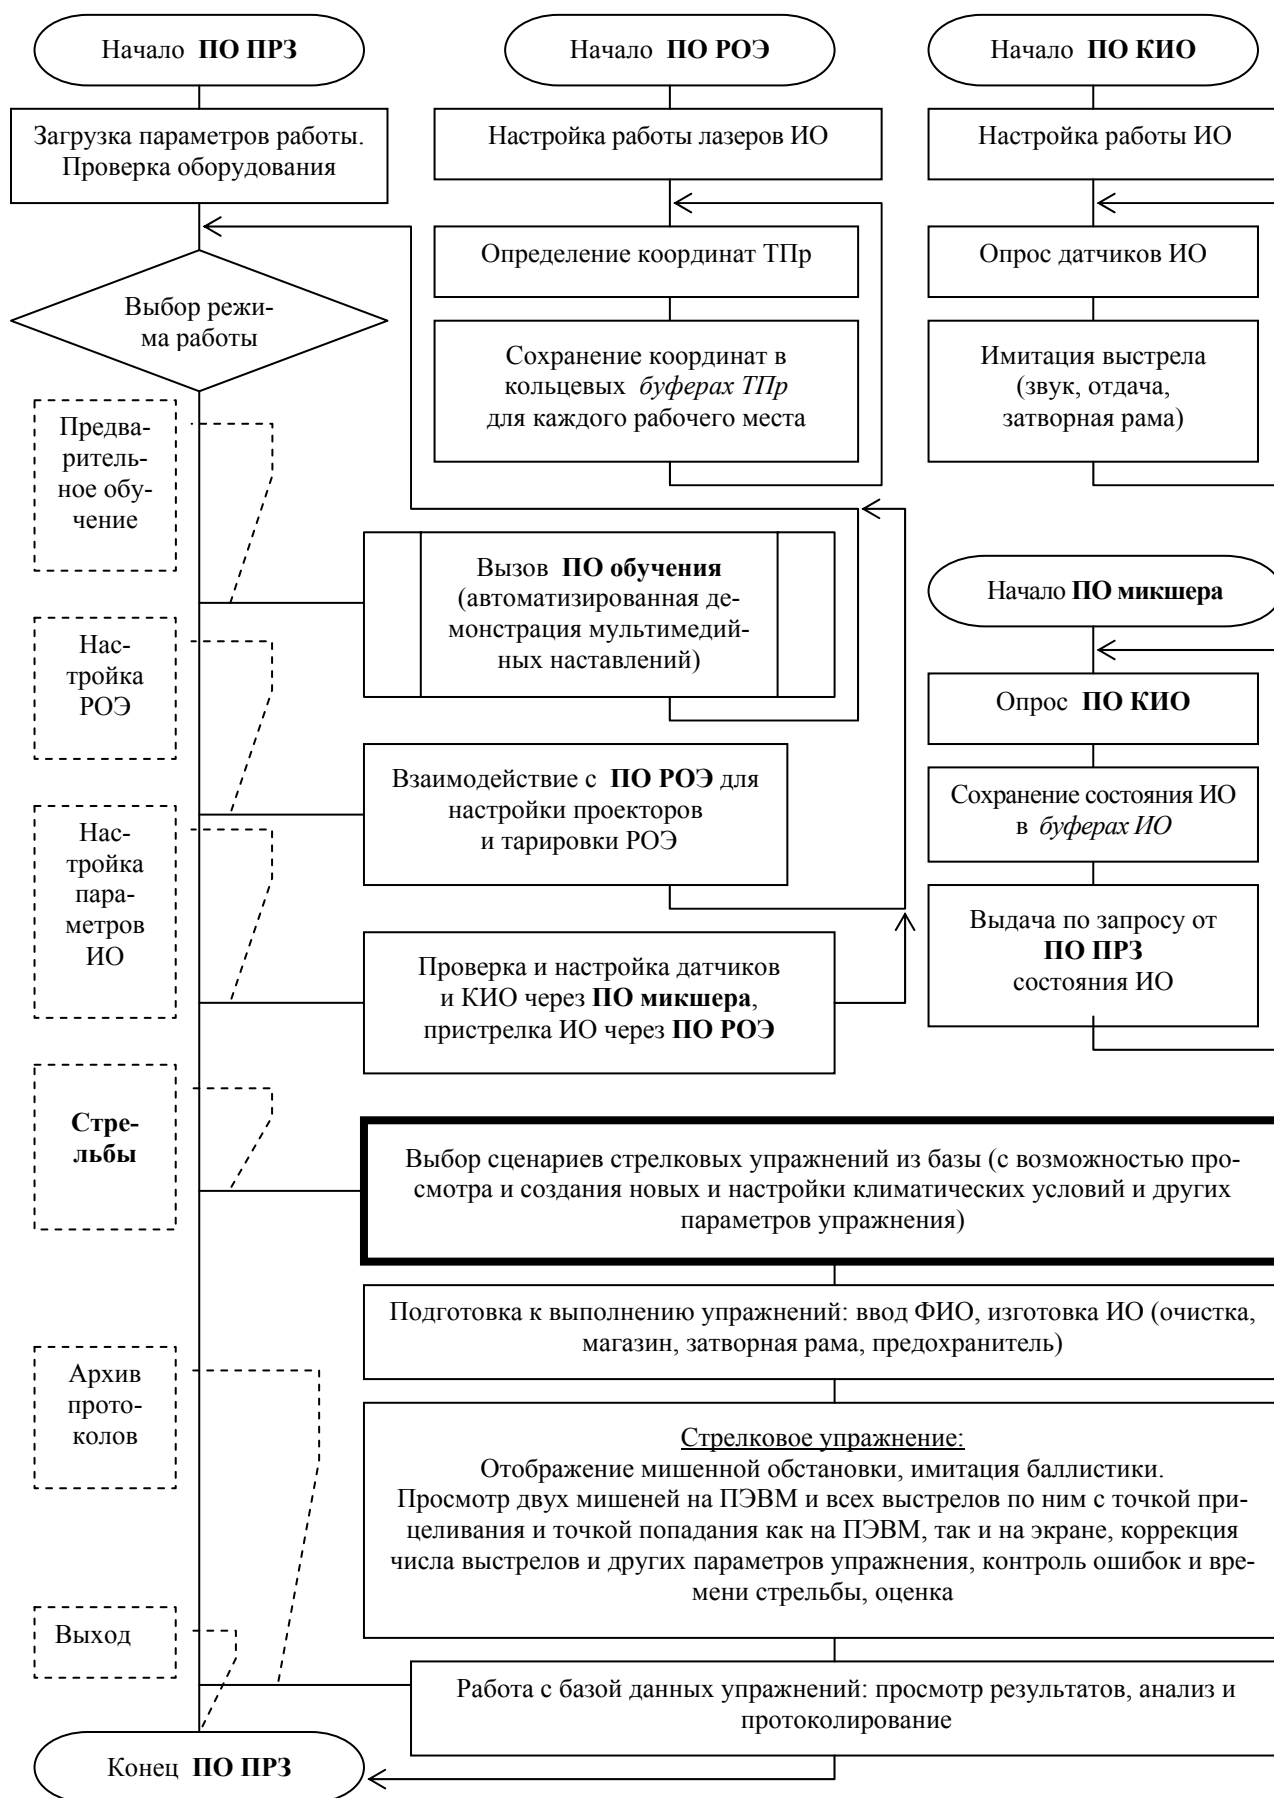 Начало ПО ПРЗ
Загрузка параметров работы.
Проверка оборудования
Выбор режи-
ма работы
Предва-
ритель-
ное обу-
чение
Нас-
тройка
РОЭ
Нас-
тройка
пара-
метров
ИО
Стре-
льбы
Архив
прото-
колов
Выход
Конец ПО ПРЗ
Начало ПО РОЭ
Настройка работы лазеров ИО
Определение координат ТПр
Сохранение координат в
кольцевых буферах ТПр
для каждого рабочего места
Вызов ПО обучения
(автоматизированная де-
монстрация мультимедий-
ных наставлений)
Взаимодействие с ПО РОЭ для
настройки проекторов
и тарировки РОЭ
Проверка и настройка датчиков
и КИО через ПО микшера,
пристрелка ИО через ПО РОЭ
Начало ПО КИО
Настройка работы ИО
Опрос датчиков ИО
Имитация выстрела
(звук, отдача,
затворная рама)
Начало ПО микшера
Опрос ПО КИО
Сохранение состояния ИО
в буферах ИО
Выдача по запросу от
ПО ПРЗ
состояния ИО
Выбор сценариев стрелковых упражнений из базы (с возможностью про-
смотра и создания новых и настройки климатических условий и других
параметров упражнения)
Подготовка к выполнению упражнений: ввод ФИО, изготовка ИО (очистка,
магазин, затворная рама, предохранитель)
Стрелковое упражнение:
Отображение мишенной обстановки, имитация баллистики.
Просмотр двух мишеней на ПЭВМ и всех выстрелов по ним с точкой при-
целивания и точкой попадания как на ПЭВМ, так и на экране, коррекция
числа выстрелов и других параметров упражнения, контроль ошибок и вре-
мени стрельбы, оценка
Работа с базой данных упражнений: просмотр результатов, анализ и
протоколирование